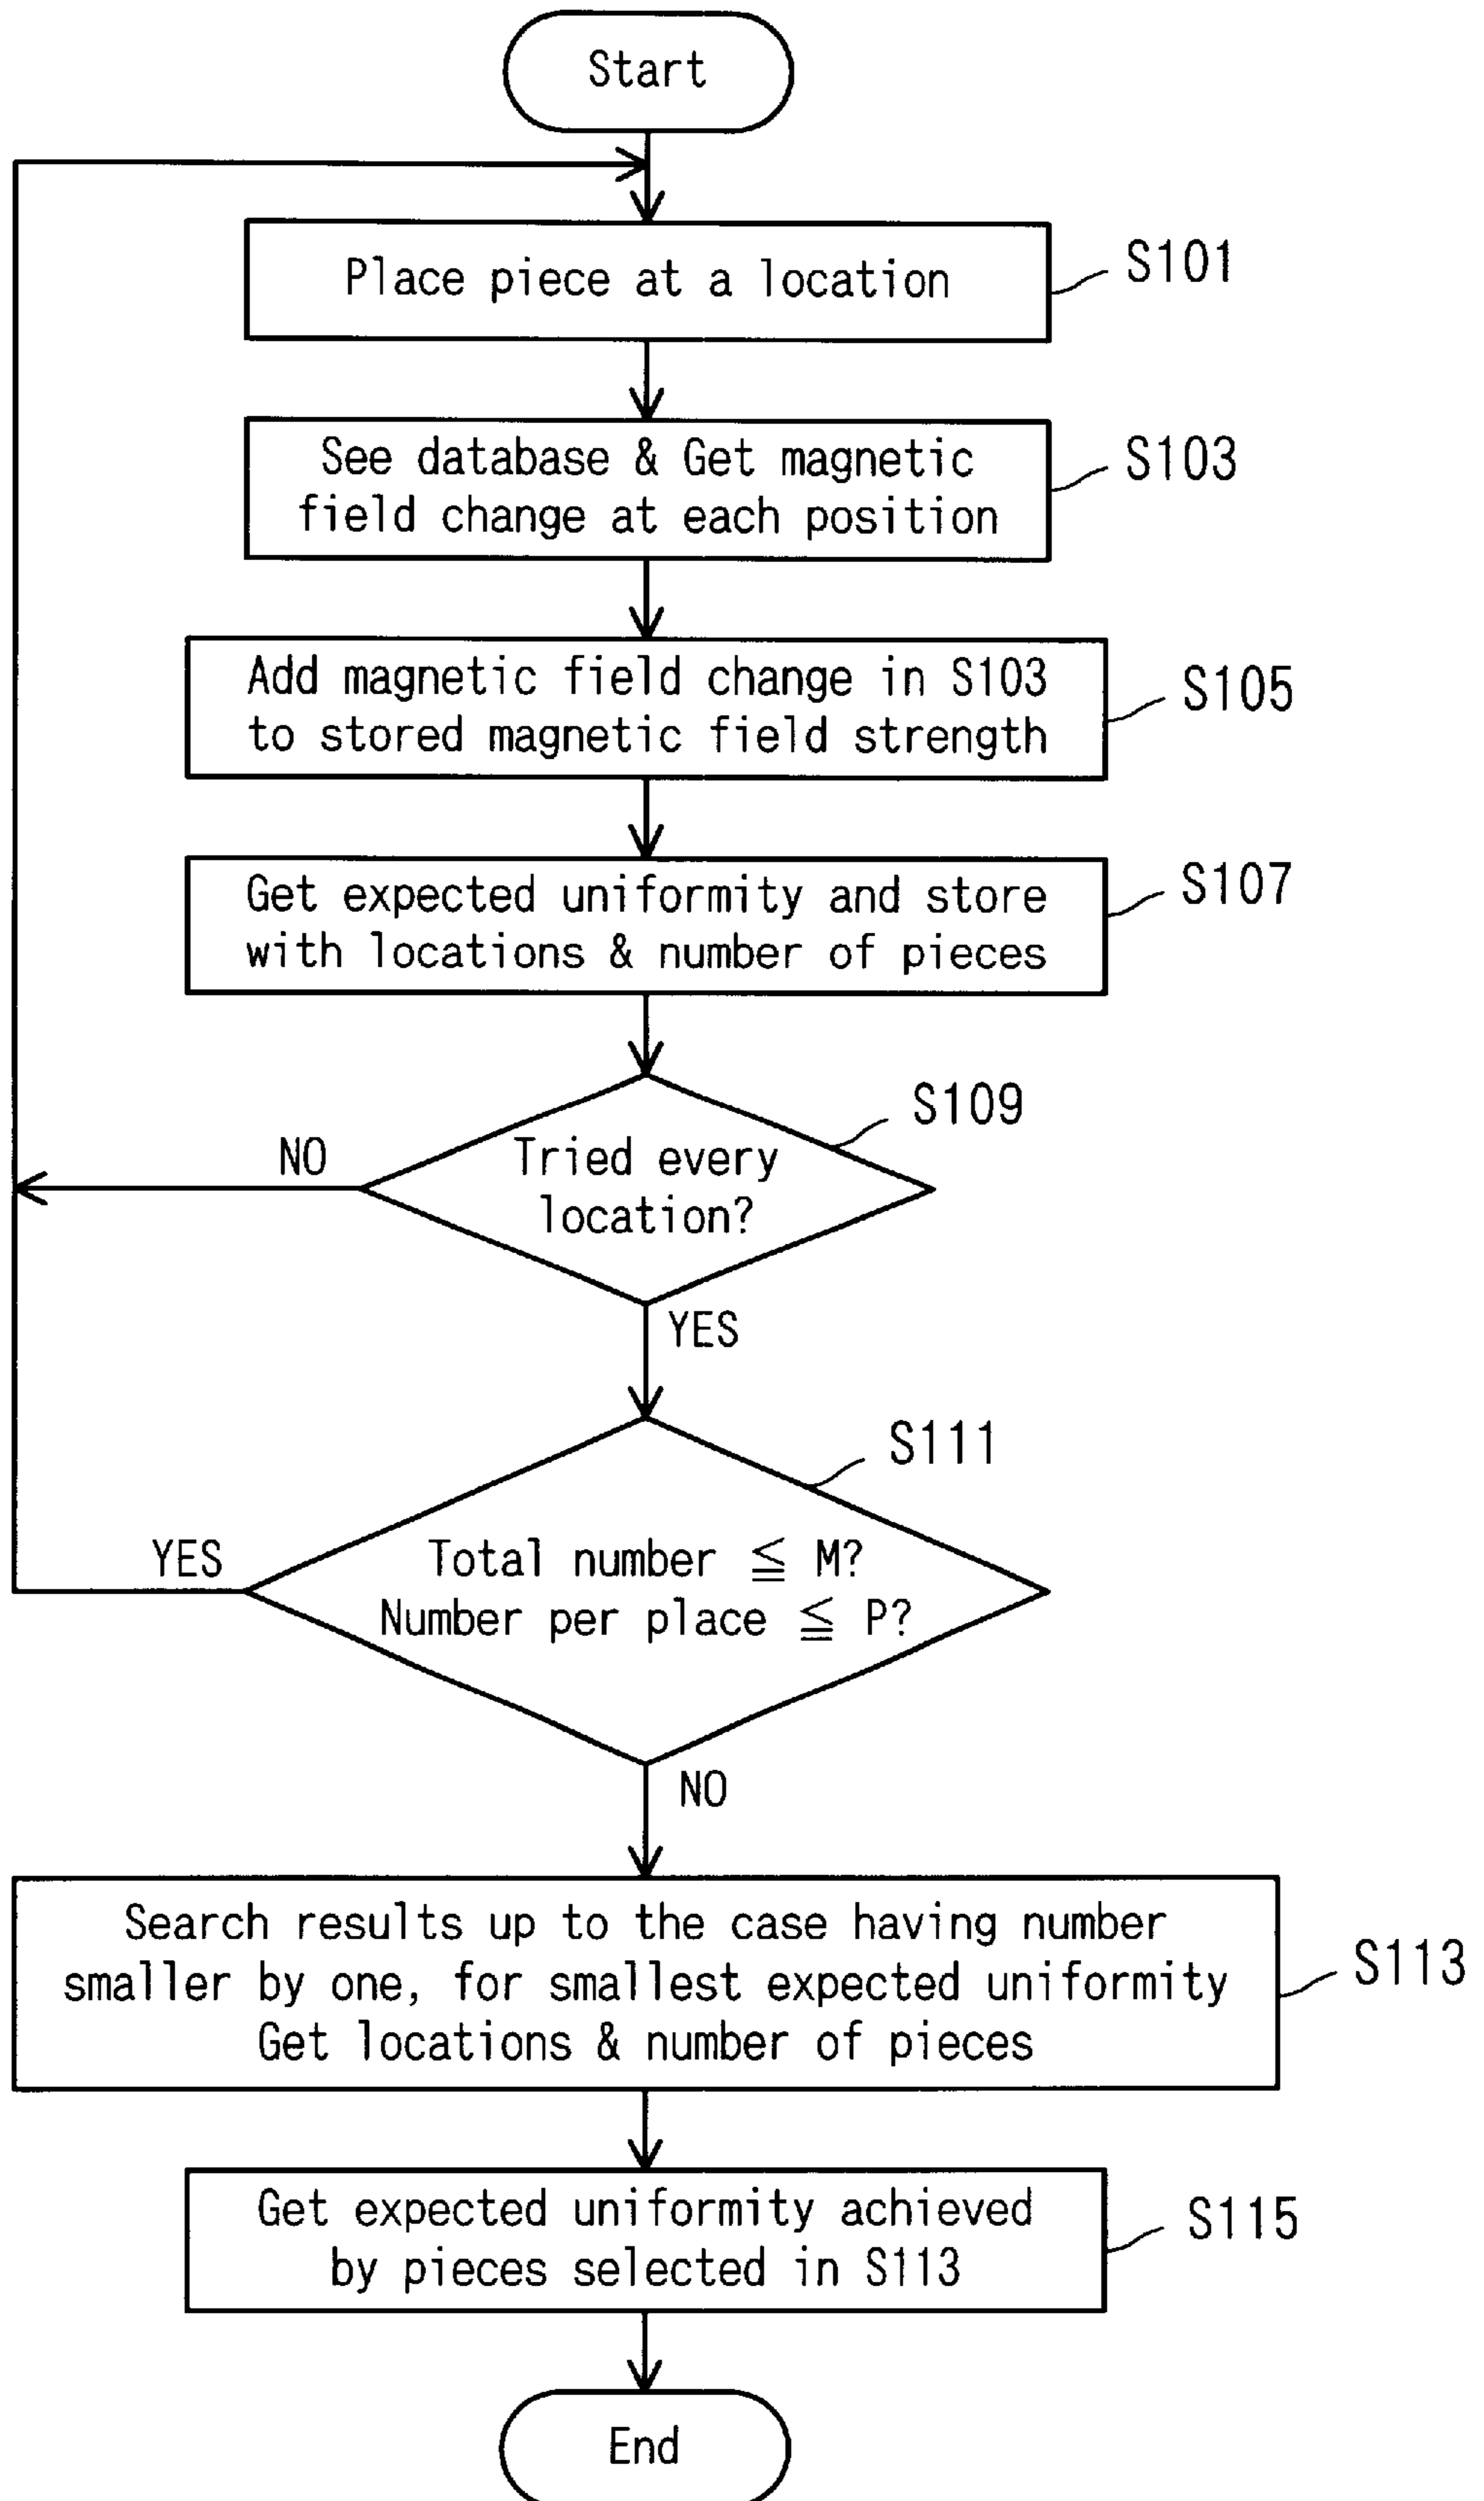 Start
Place piece at a location
S101
See database & Get magnetic
field change at each position
S103
Add magnetic field change in S103
to stored magnetic field strength
S105
Get expected uniformity and store
with locations & number of pieces
S107
Tried every
location?
S109
NO
YES
Total number ≦ M?
Number per place ≦ P?
S111
YES
NO
Search results up to the case having number
smaller by one, for smallest expected uniformity
Get locations & number of pieces
S113
Get expected uniformity achieved
by pieces selected in S113
S115
End